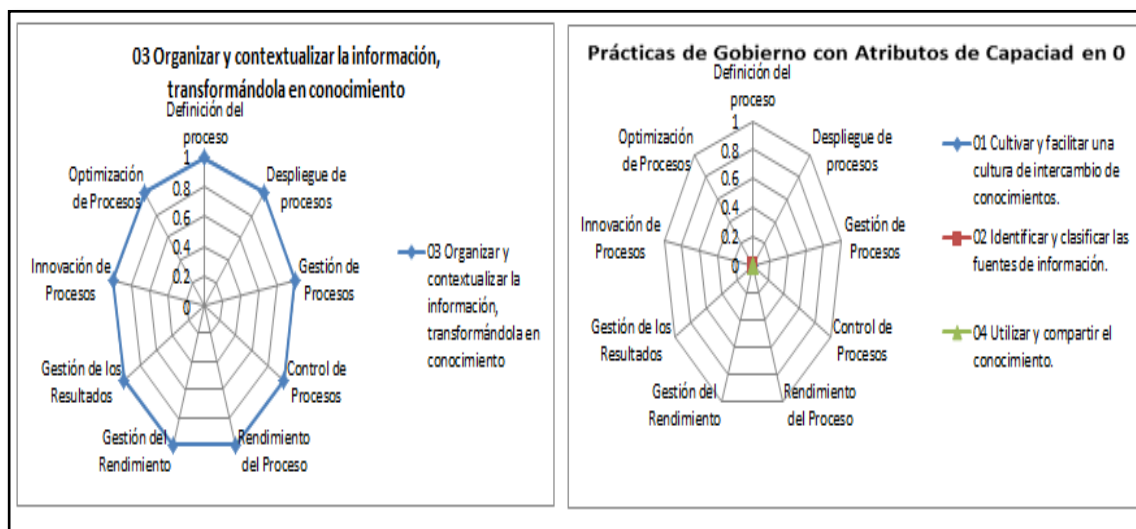 03 Organizar y contextualizar la información,
transformándola en conocimiento
Definición del
proceso
Despliegue de
procesos
Gestión de
Procesos
Control de
Procesos
Rendimiento
del Proceso
Gestión del
Rendimiento
Gestión de los
Resultados
Innovación de
Procesos
Optimización
de Procesos
1
0.8
0.6
0.4
0.2
0
03 Organizar y
contextualizar la
información,
transformándola en
conocimiento
Prácticas de Gobierno con Atributos de Capaciad en 0
Definición del
proceso
Despliegue de
procesos
Gestión de
Procesos
Control de
Procesos
Rendimiento
del Proceso
Gestión del
Rendimiento
Gestión de los
Resultados
Innovación de
Procesos
Optimización
de Procesos
1
0.8
0.6
0.4
0.2
0
01 Cultivar y facilitar una
cultura de intercambio de
conocimientos.
02 Identificar y clasificar las
fuentes de información.
04 Utilizar y compartir el
conocimiento.